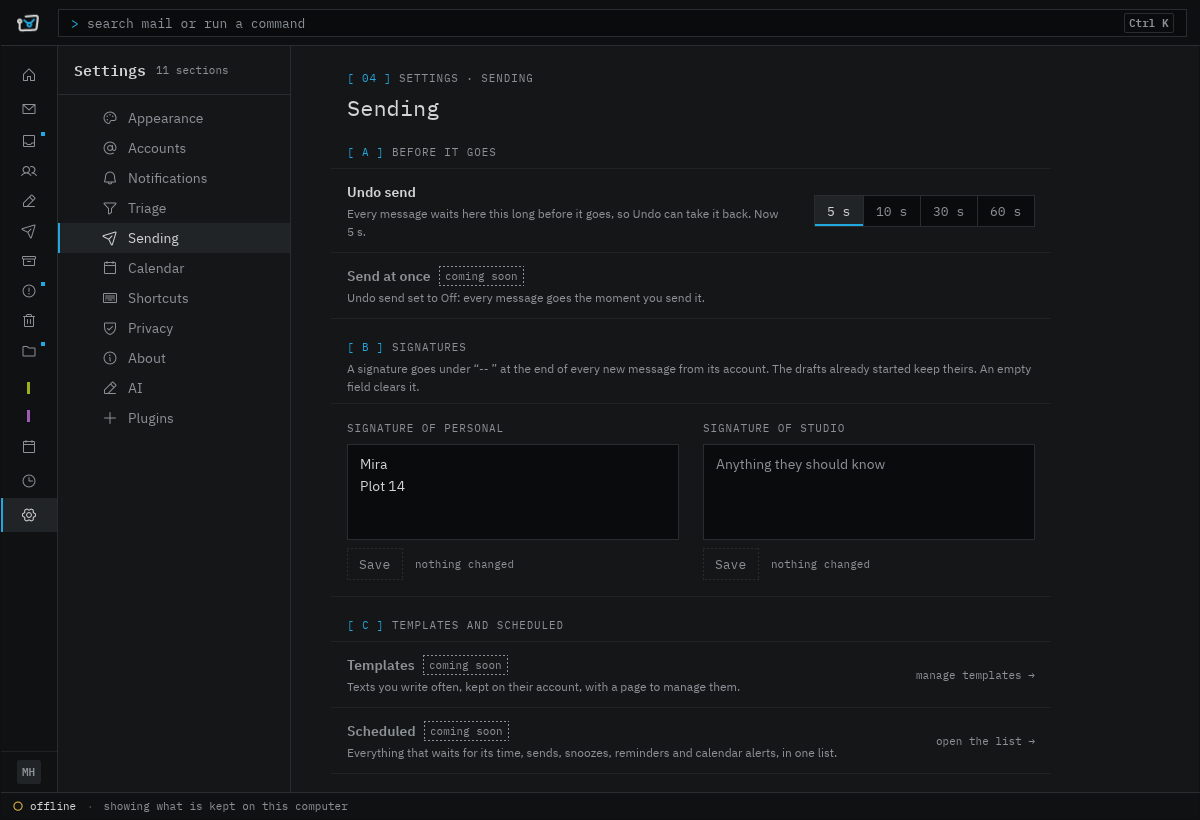 > search mail or run a command
Ctrl K
Settings 11 sections
Appearance
Accounts
Notifications
Triage
Sending
Calendar
Shortcuts
Privacy
About
AI
Plugins
MH
[ 04 ] SETTINGS · SENDING
Sending
[ A ] BEFORE IT GOES
Undo send
Every message waits here this long before it goes, so Undo can take it back. Now
5 s.
5 s 10 s 30 s 60 s
Send at once coming soon
Undo send set to Off: every message goes the moment you send it.
[ B ] SIGNATURES
A signature goes under “-- ” at the end of every new message from its account. The drafts already started keep theirs. An empty
field clears it.
SIGNATURE OF PERSONAL
Mira
Plot 14
Save nothing changed
SIGNATURE OF STUDIO
Anything they should know
Save nothing changed
[ C ] TEMPLATES AND SCHEDULED
Templates coming soon
Texts you write often, kept on their account, with a page to manage them.
manage templates →
Scheduled coming soon
Everything that waits for its time, sends, snoozes, reminders and calendar alerts, in one list.
open the list →
offline · showing what is kept on this computer